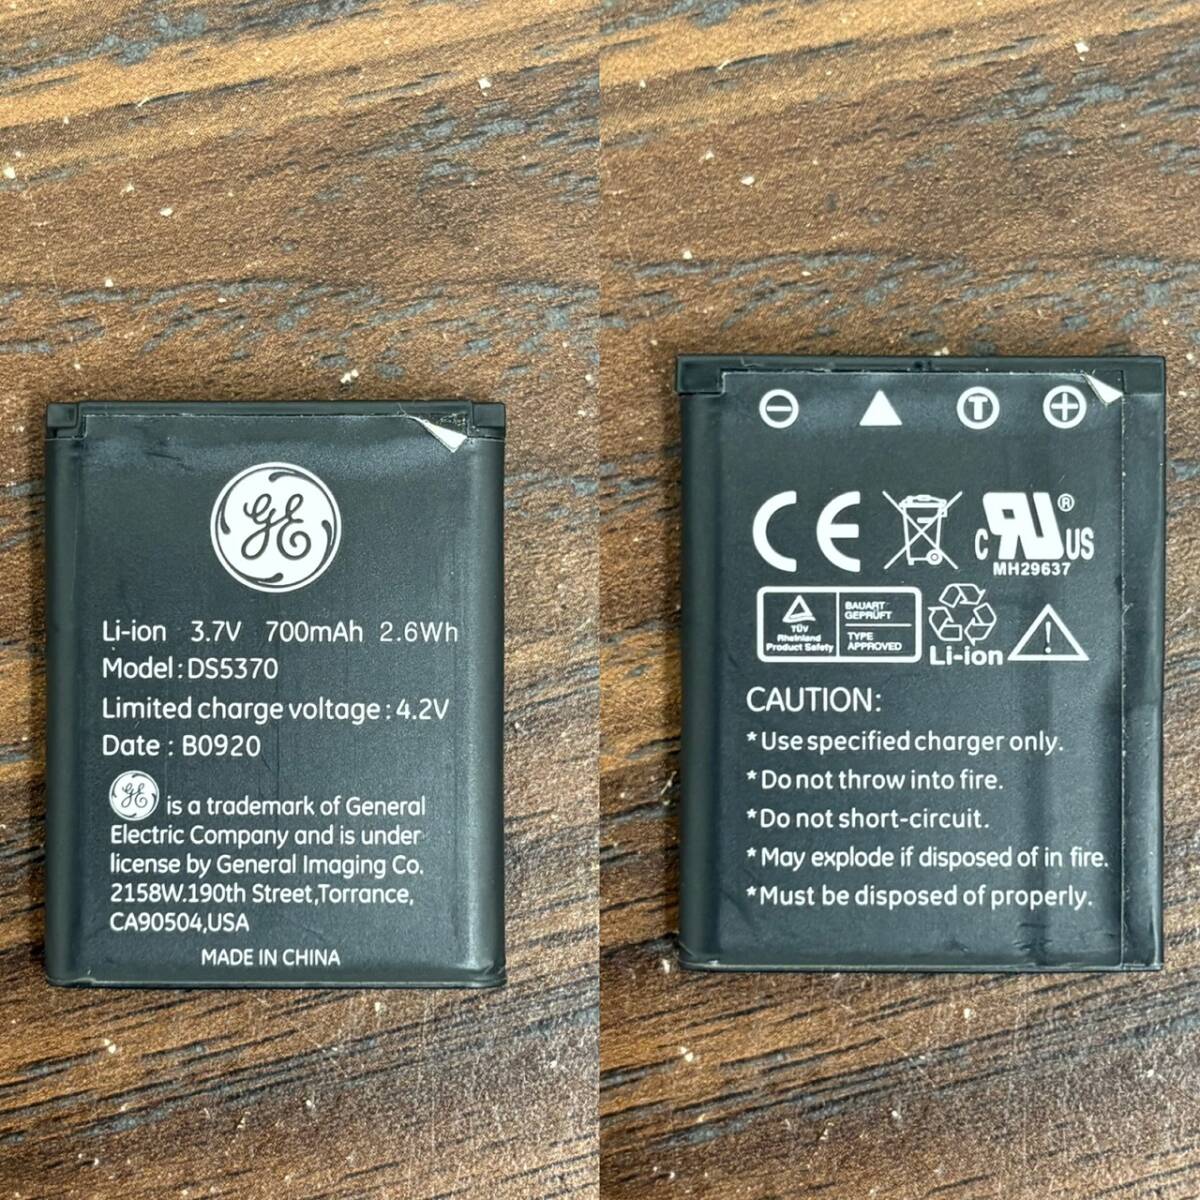 GE
Li-ion 3.7V 700mAh 2.6Wh
Model:DS5370
Limited charge voltage:4.2V
Date : B0920
GE is a trademark of General
Electric Company and is under
license by General Imaging Co.
2158W.190th Street,Torrance,
CA90504,USA
MADE IN CHINA
T
CE
c RU ® US
MH29637
TÜV
Rheinland
Product Safety
BAUART
GEPRÜFT
TYPE
APPROVED
Li-ion
CAUTION:
*Use specified charger only.
*Do not throw into fire.
*Do not short-circuit.
*May explode if disposed of in fire.
*Must be disposed of properly.